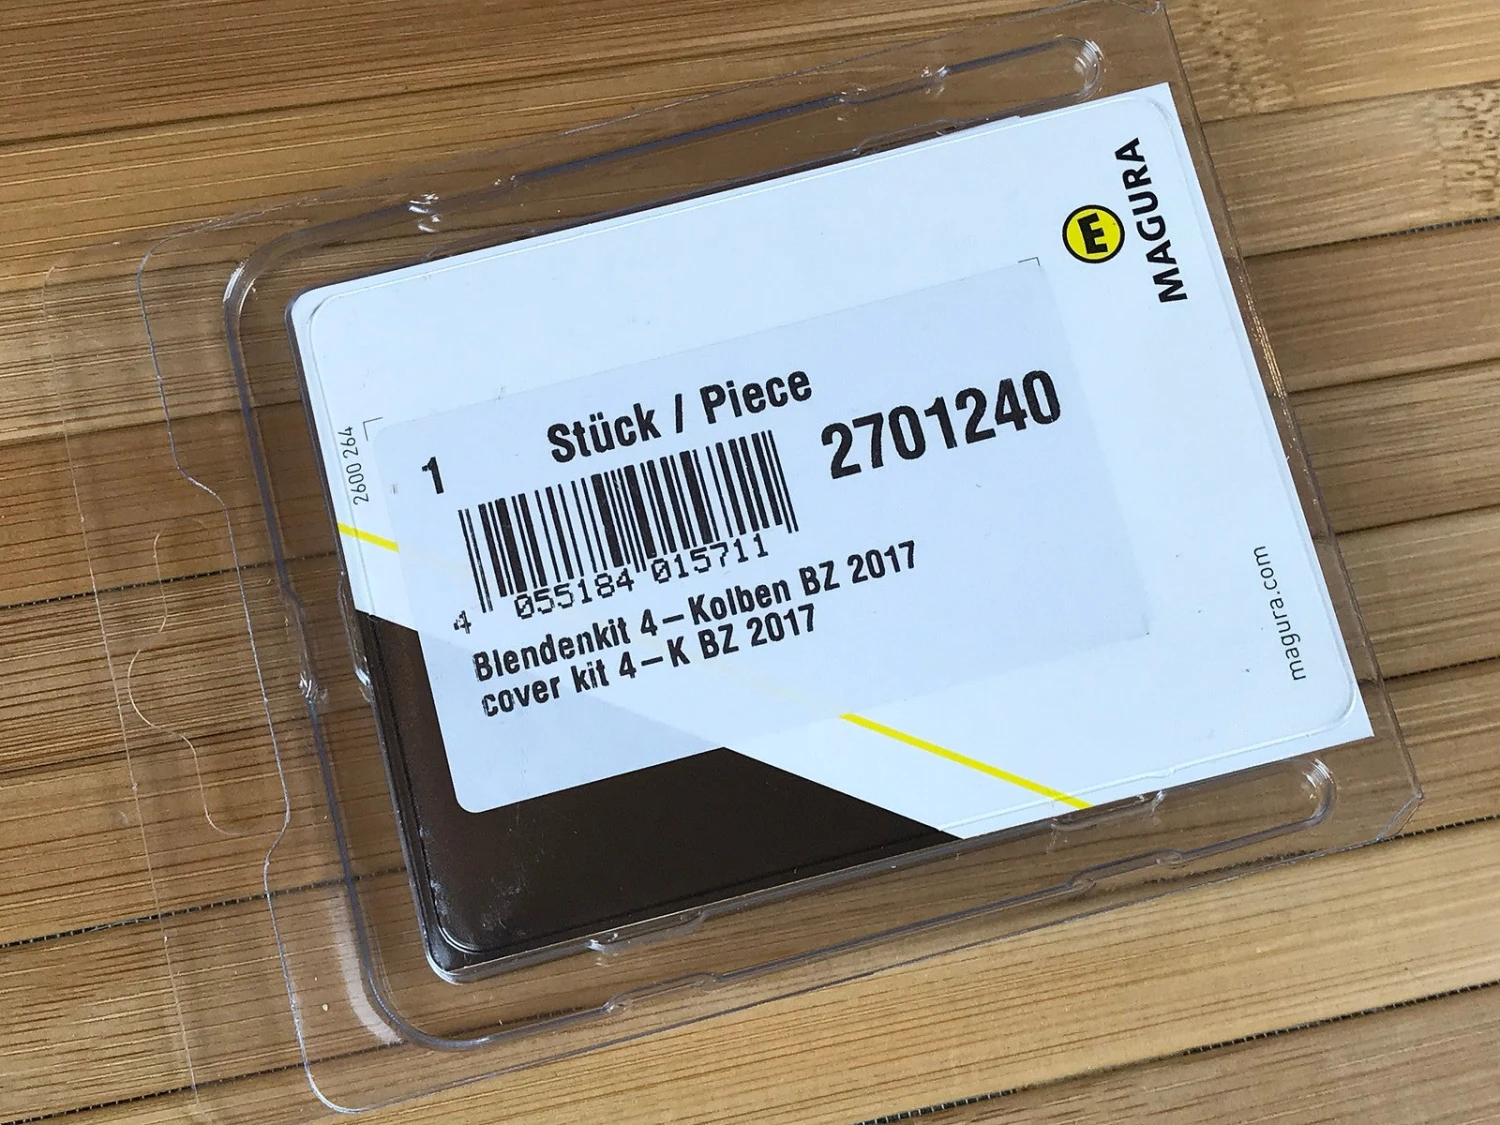 MAGURA
2600 264
1 Stück / Piece
2701240
4 055184 015711
Blendenkit 4-Kolben BZ 2017
cover kit 4-K BZ 2017
magura.com